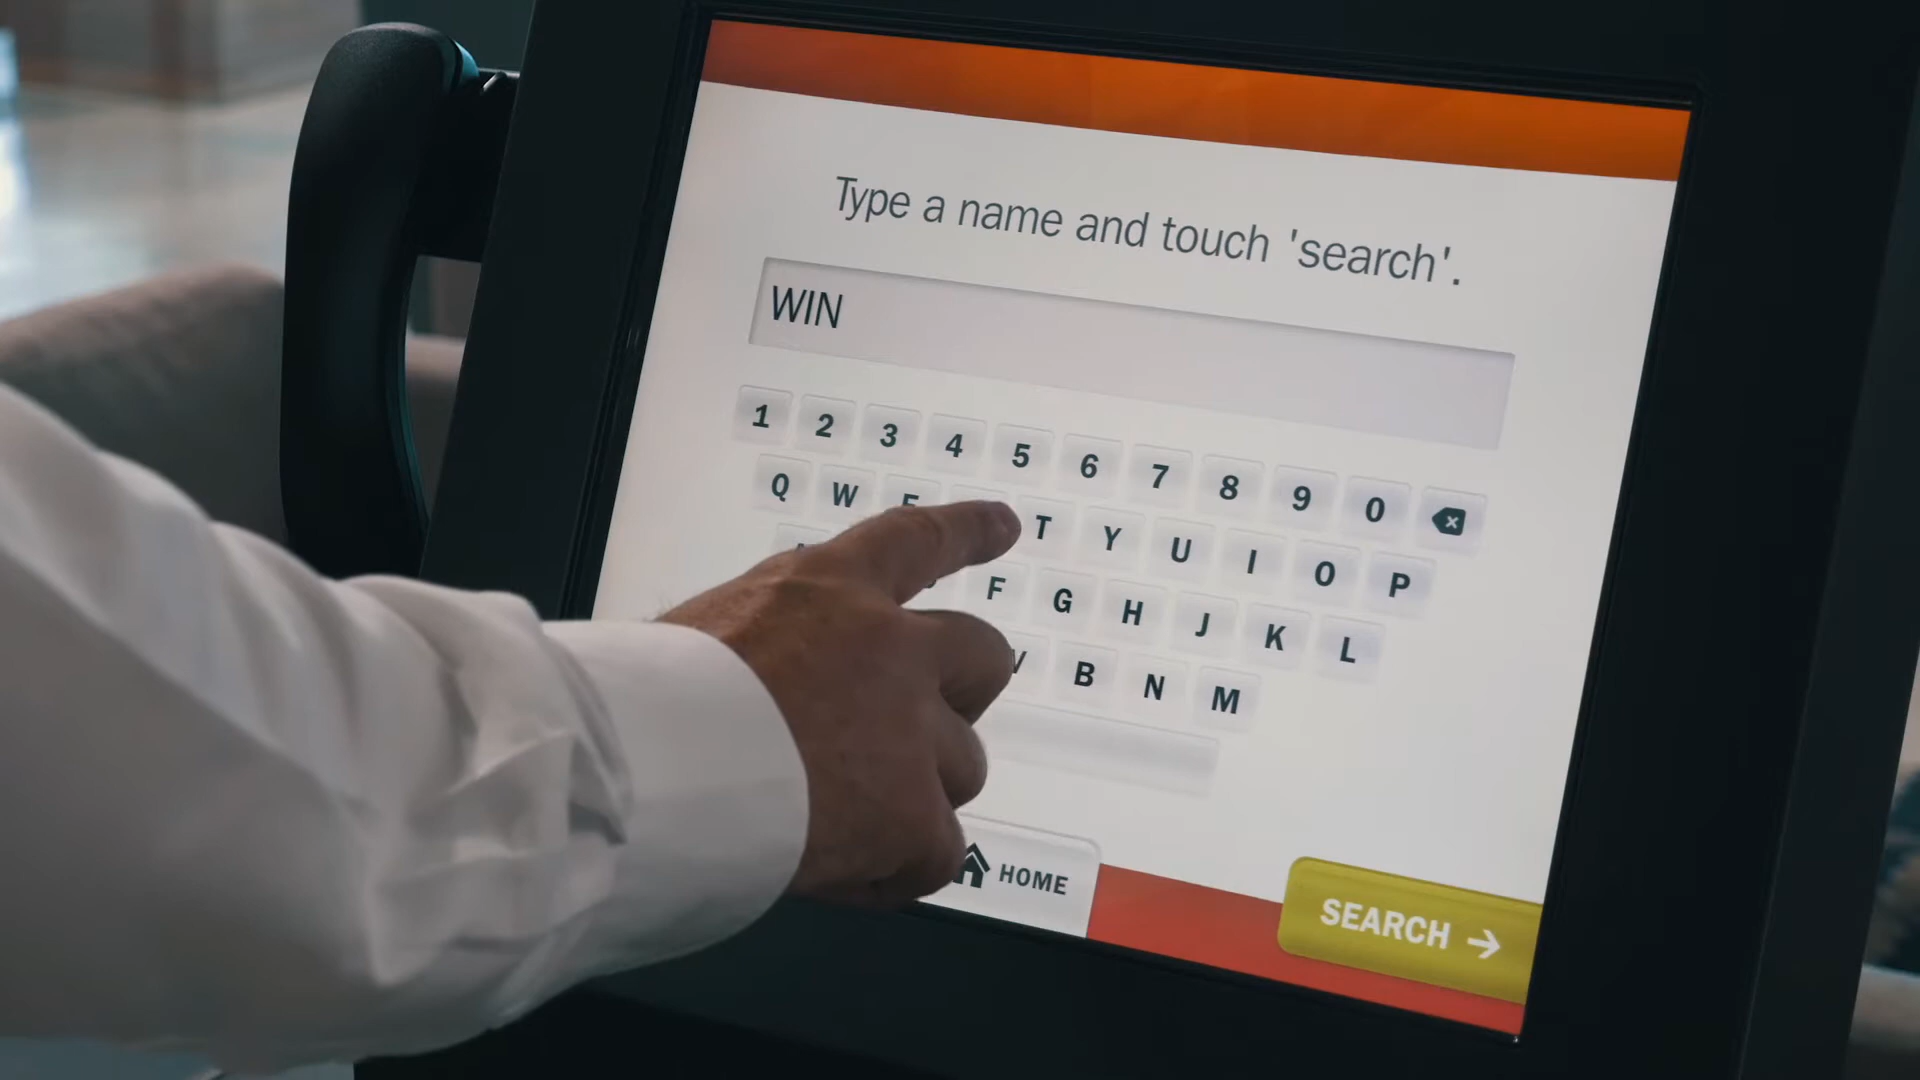 Type a name and touch 'search'.
WIN
1 2 3 4 5 6 7 8 9 0
Q W E T Y U I O P
F G H J K L
V B N M
HOME
SEARCH →